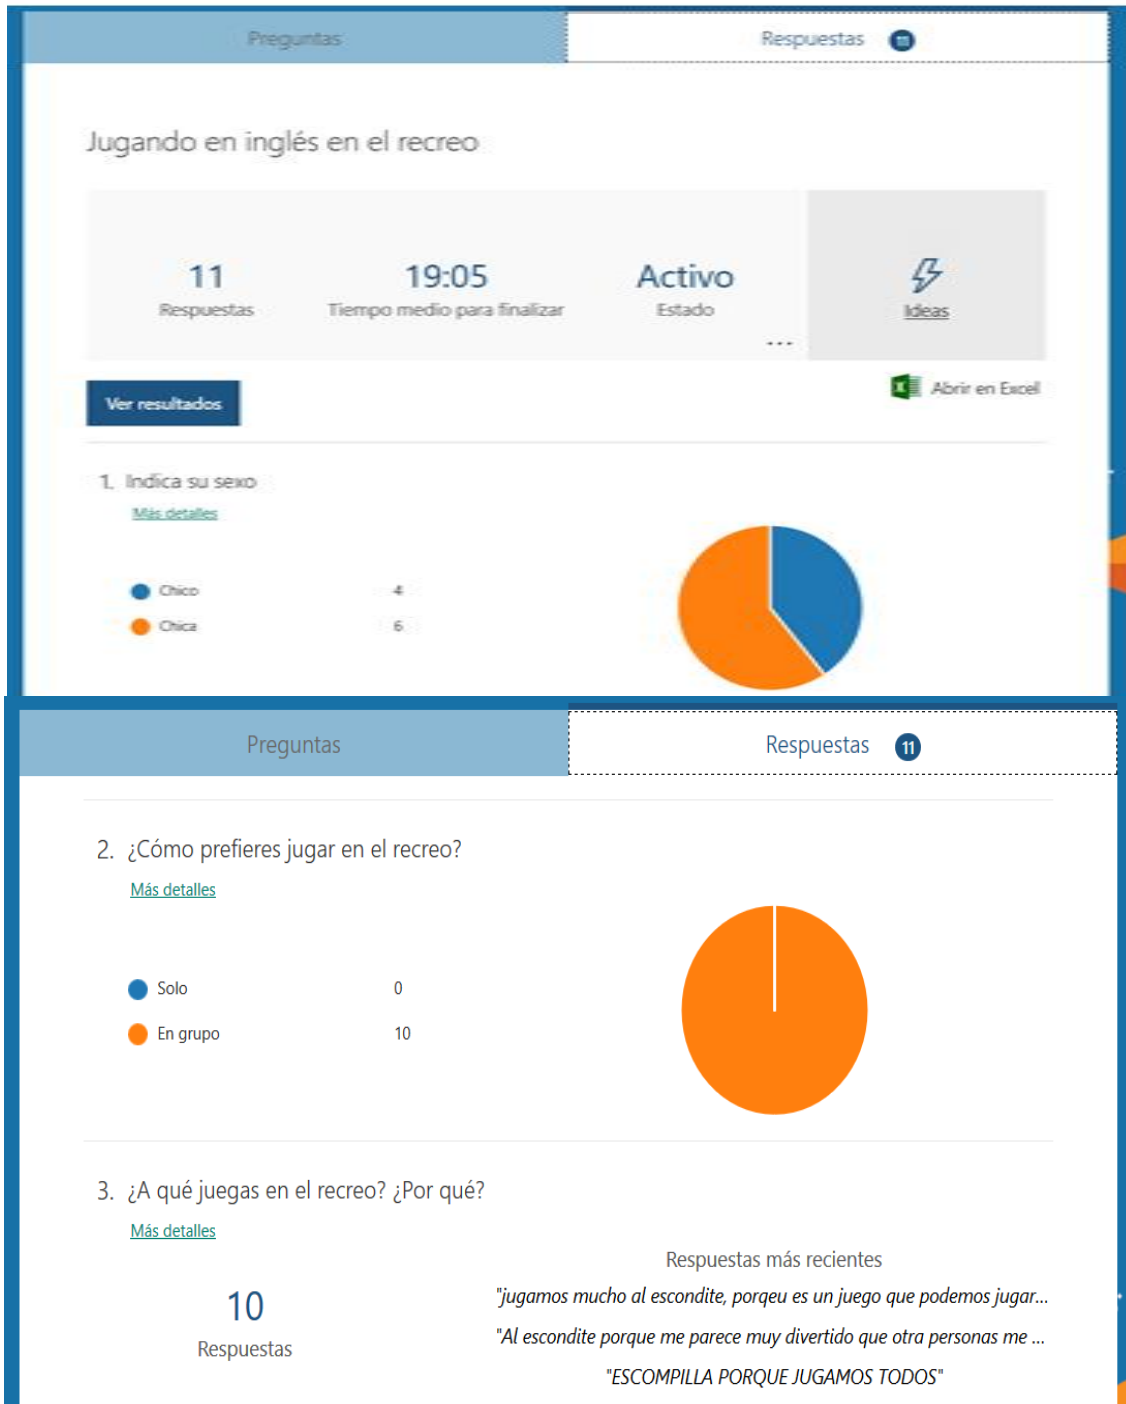 Preguntas
Respuestas 11
Jugando en inglés en el recreo
11
Respuestas
19:05
Tiempo medio para finalizar
Activo
Estado
...
Ideas
Ver resultados
Abrir en Excel
1. Indica su sexo
Más detalles
Chico 4
Chica 6
Preguntas
Respuestas 11
2. ¿Cómo prefieres jugar en el recreo?
Más detalles
Solo 0
En grupo 10
3. ¿A qué juegas en el recreo? ¿Por qué?
Más detalles
10
Respuestas
Respuestas más recientes
"jugamos mucho al escondite, porqeu es un juego que podemos jugar...
"Al escondite porque me parece muy divertido que otra personas me ...
"ESCOMPILLA PORQUE JUGAMOS TODOS"